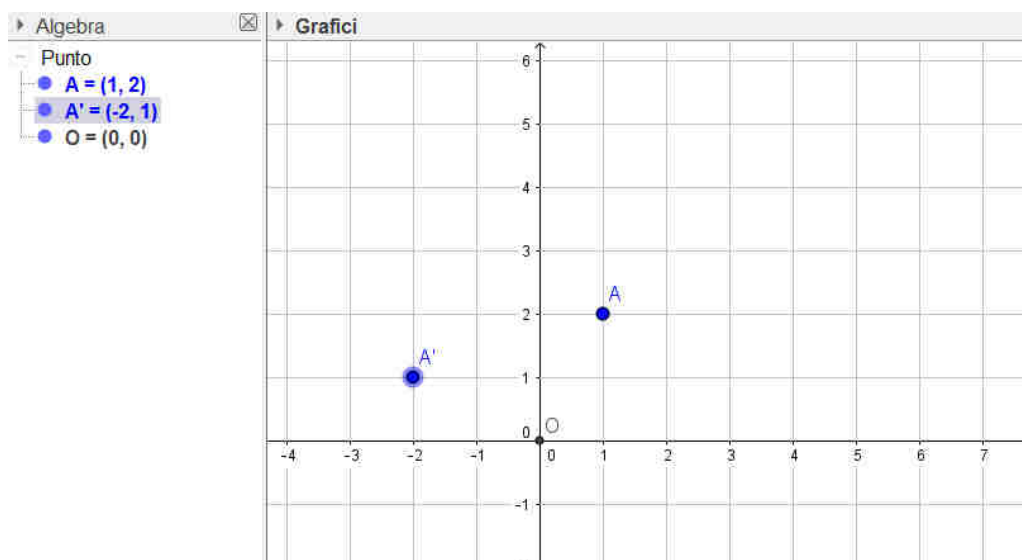 Algebra
Grafici
Punto
A = (1, 2)
A' = (-2, 1)
O = (0, 0)
6
5
4
3
A
2
A'
1
0 O
-4 -3 -2 -1 0 1 2 3 4 5 6 7
-1